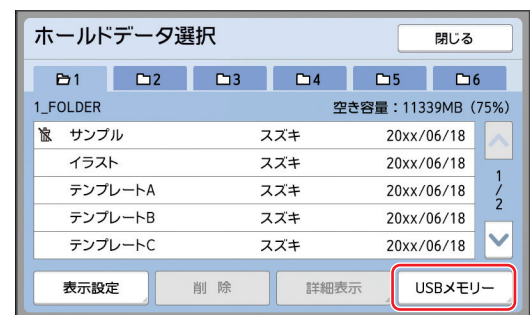 ホールドデータ選択 閉じる
1 2 3 4 5 6
1_FOLDER 空き容量：11339MB（75%）
サンプル スズキ 20xx/06/18
イラスト スズキ 20xx/06/18
テンプレートA スズキ 20xx/06/18
テンプレートB スズキ 20xx/06/18
テンプレートC スズキ 20xx/06/18
1/2
表示設定 削 除 詳細表示 USBメモリー